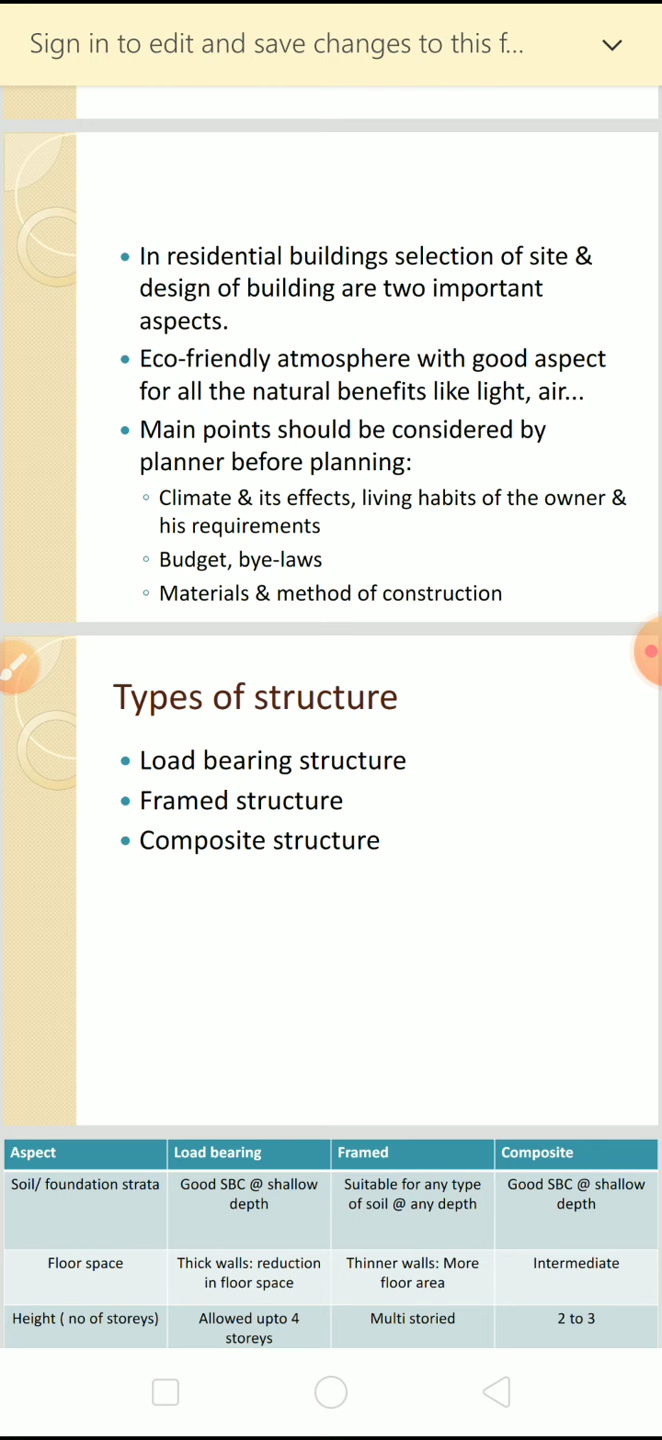 Sign in to edit and save changes to this f...
In residential buildings selection of site &
design of building are two important
aspects.
Eco-friendly atmosphere with good aspect
for all the natural benefits like light, air...
Main points should be considered by
planner before planning:
Climate & its effects, living habits of the owner &
his requirements
Budget, bye-laws
Materials & method of construction
Types of structure
Load bearing structure
Framed structure
Composite structure
Aspect Load bearing Framed Composite
Soil/ foundation strata Good SBC @ shallow Suitable for any type Good SBC @ shallow
depth of soil @ any depth depth
Floor space Thick walls: reduction Thinner walls: More Intermediate
in floor space floor area
Height ( no of storeys) Allowed upto 4 Multi storied 2 to 3
storeys